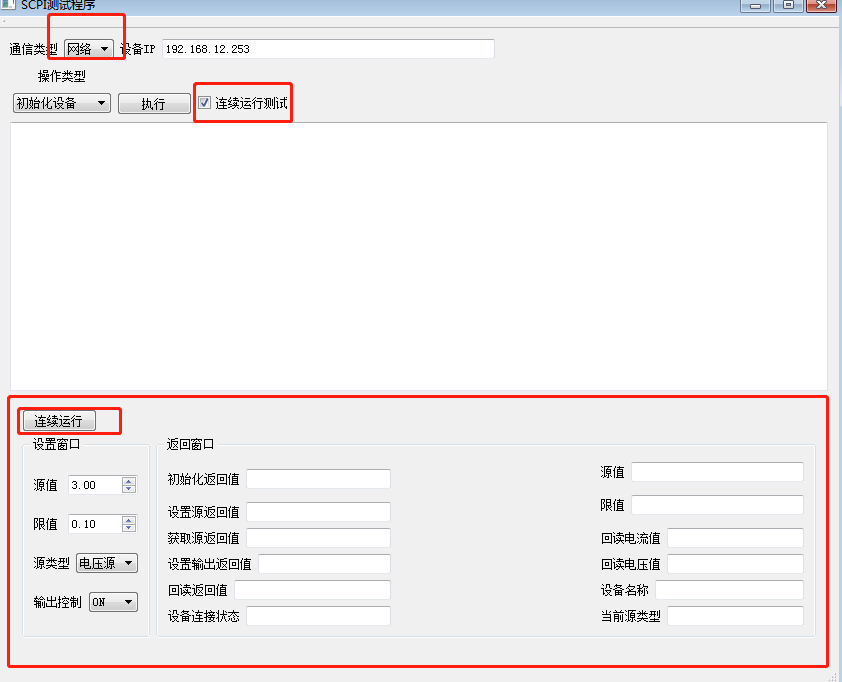 SCPI测试程序
通信类型 网络 设备IP 192.168.12.253
操作类型
初始化设备 执行 连续运行测试
连续运行
设置窗口
源值 3.00
限值 0.10
源类型 电压源
输出控制 ON
返回窗口
初始化返回值
设置源返回值
获取源返回值
设置输出返回值
回读返回值
设备连接状态
源值
限值
回读电流值
回读电压值
设备名称
当前源类型